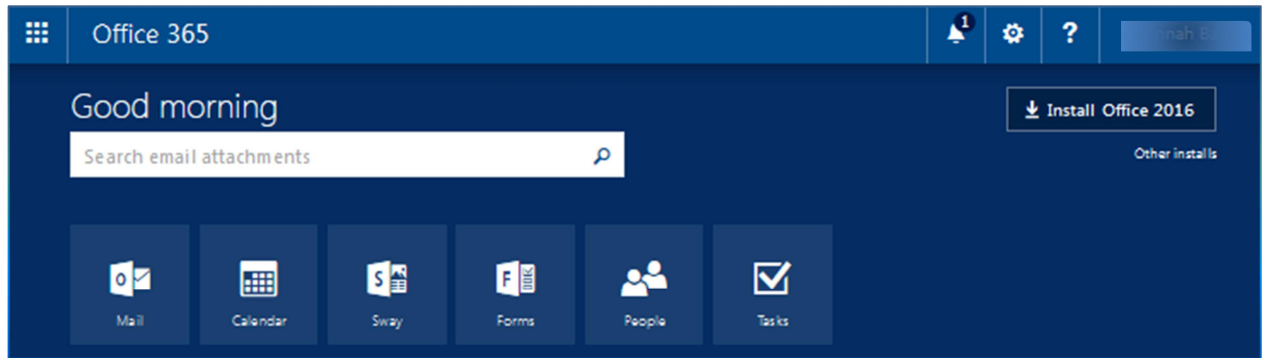 Office 365
1
?
Good morning
Install Office 2016
Search email attachments
Other installs
Mail Calendar Sway Forms People Tasks